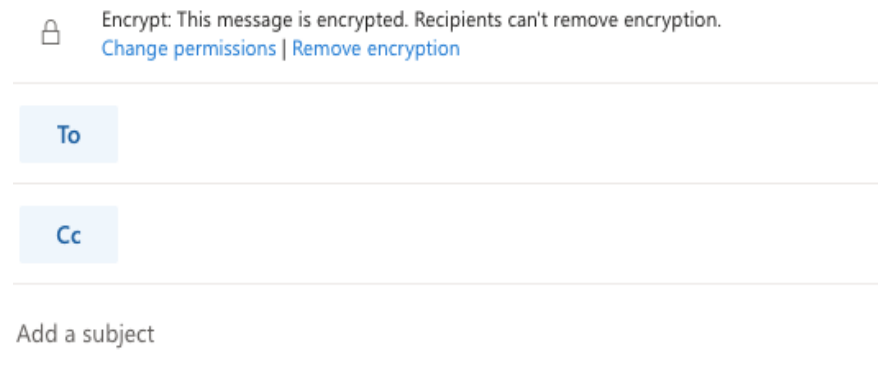 Encrypt: This message is encrypted. Recipients can't remove encryption.
Change permissions | Remove encryption
To
Cc
Add a subject